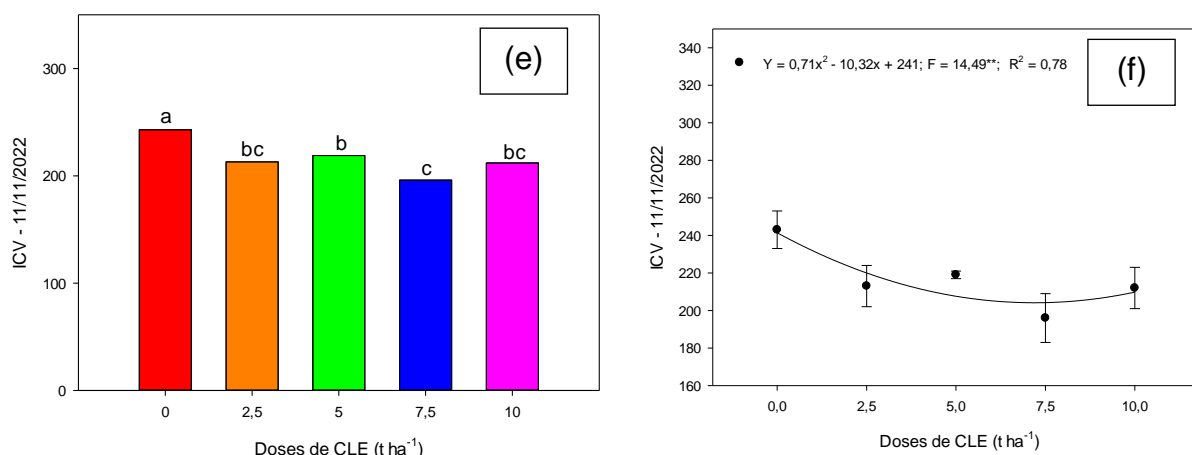 (e)
ICV - 11/11/2022
300
200
100
0
a
bc
b
c
bc
0 2,5 5 7,5 10
Doses de CLE (t ha⁻¹)
(f)
Y = 0,71x² - 10,32x + 241; F = 14,49**; R² = 0,78
ICV - 11/11/2022
340
320
300
280
260
240
220
200
180
160
0,0 2,5 5,0 7,5 10,0
Doses de CLE (t ha⁻¹)